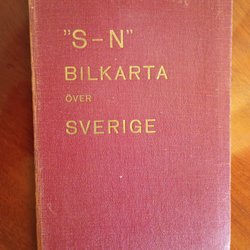 "S-N"
BILKARTA
ÖVER
SVERIGE